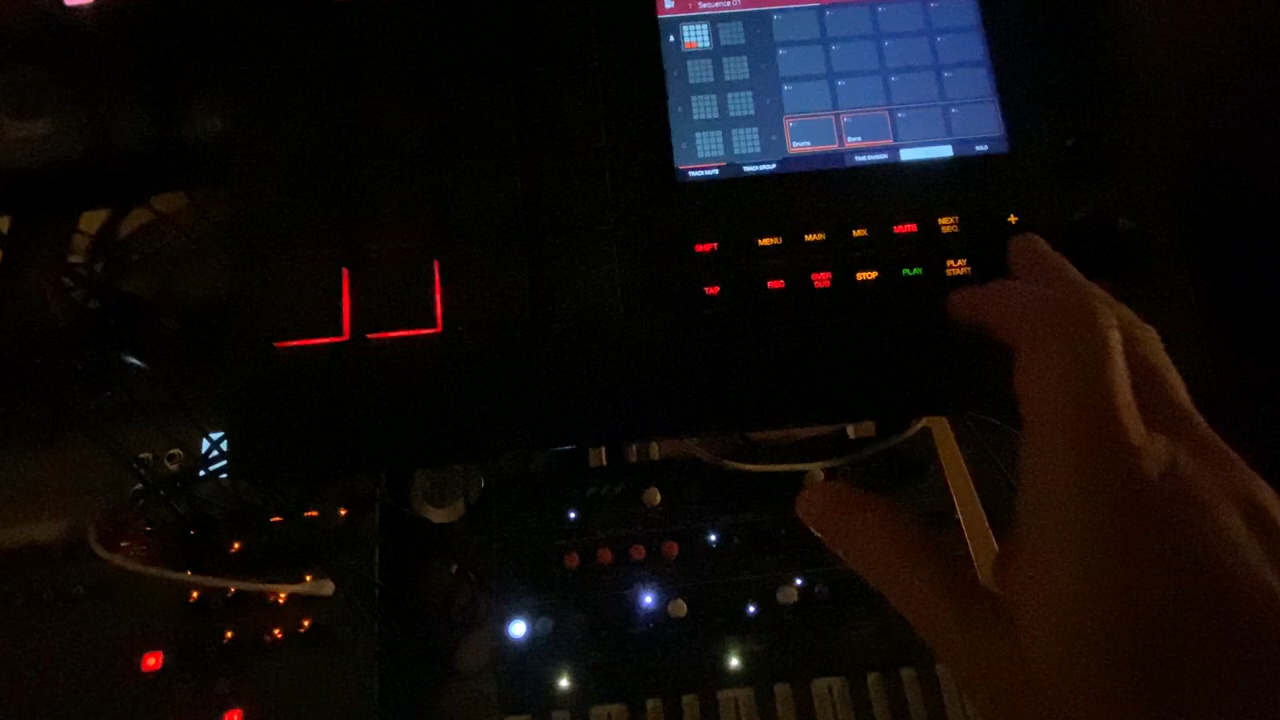 1 Sequence 01
A
Drums
TRACK MUTE
TRACK GROUP
TIME DIVISION
SOLO
SHIFT
MENU
MAIN
MIX
MUTE
NEXT
SEQ
+
TAP
REC
OVER
DUB
STOP
PLAY
PLAY
START